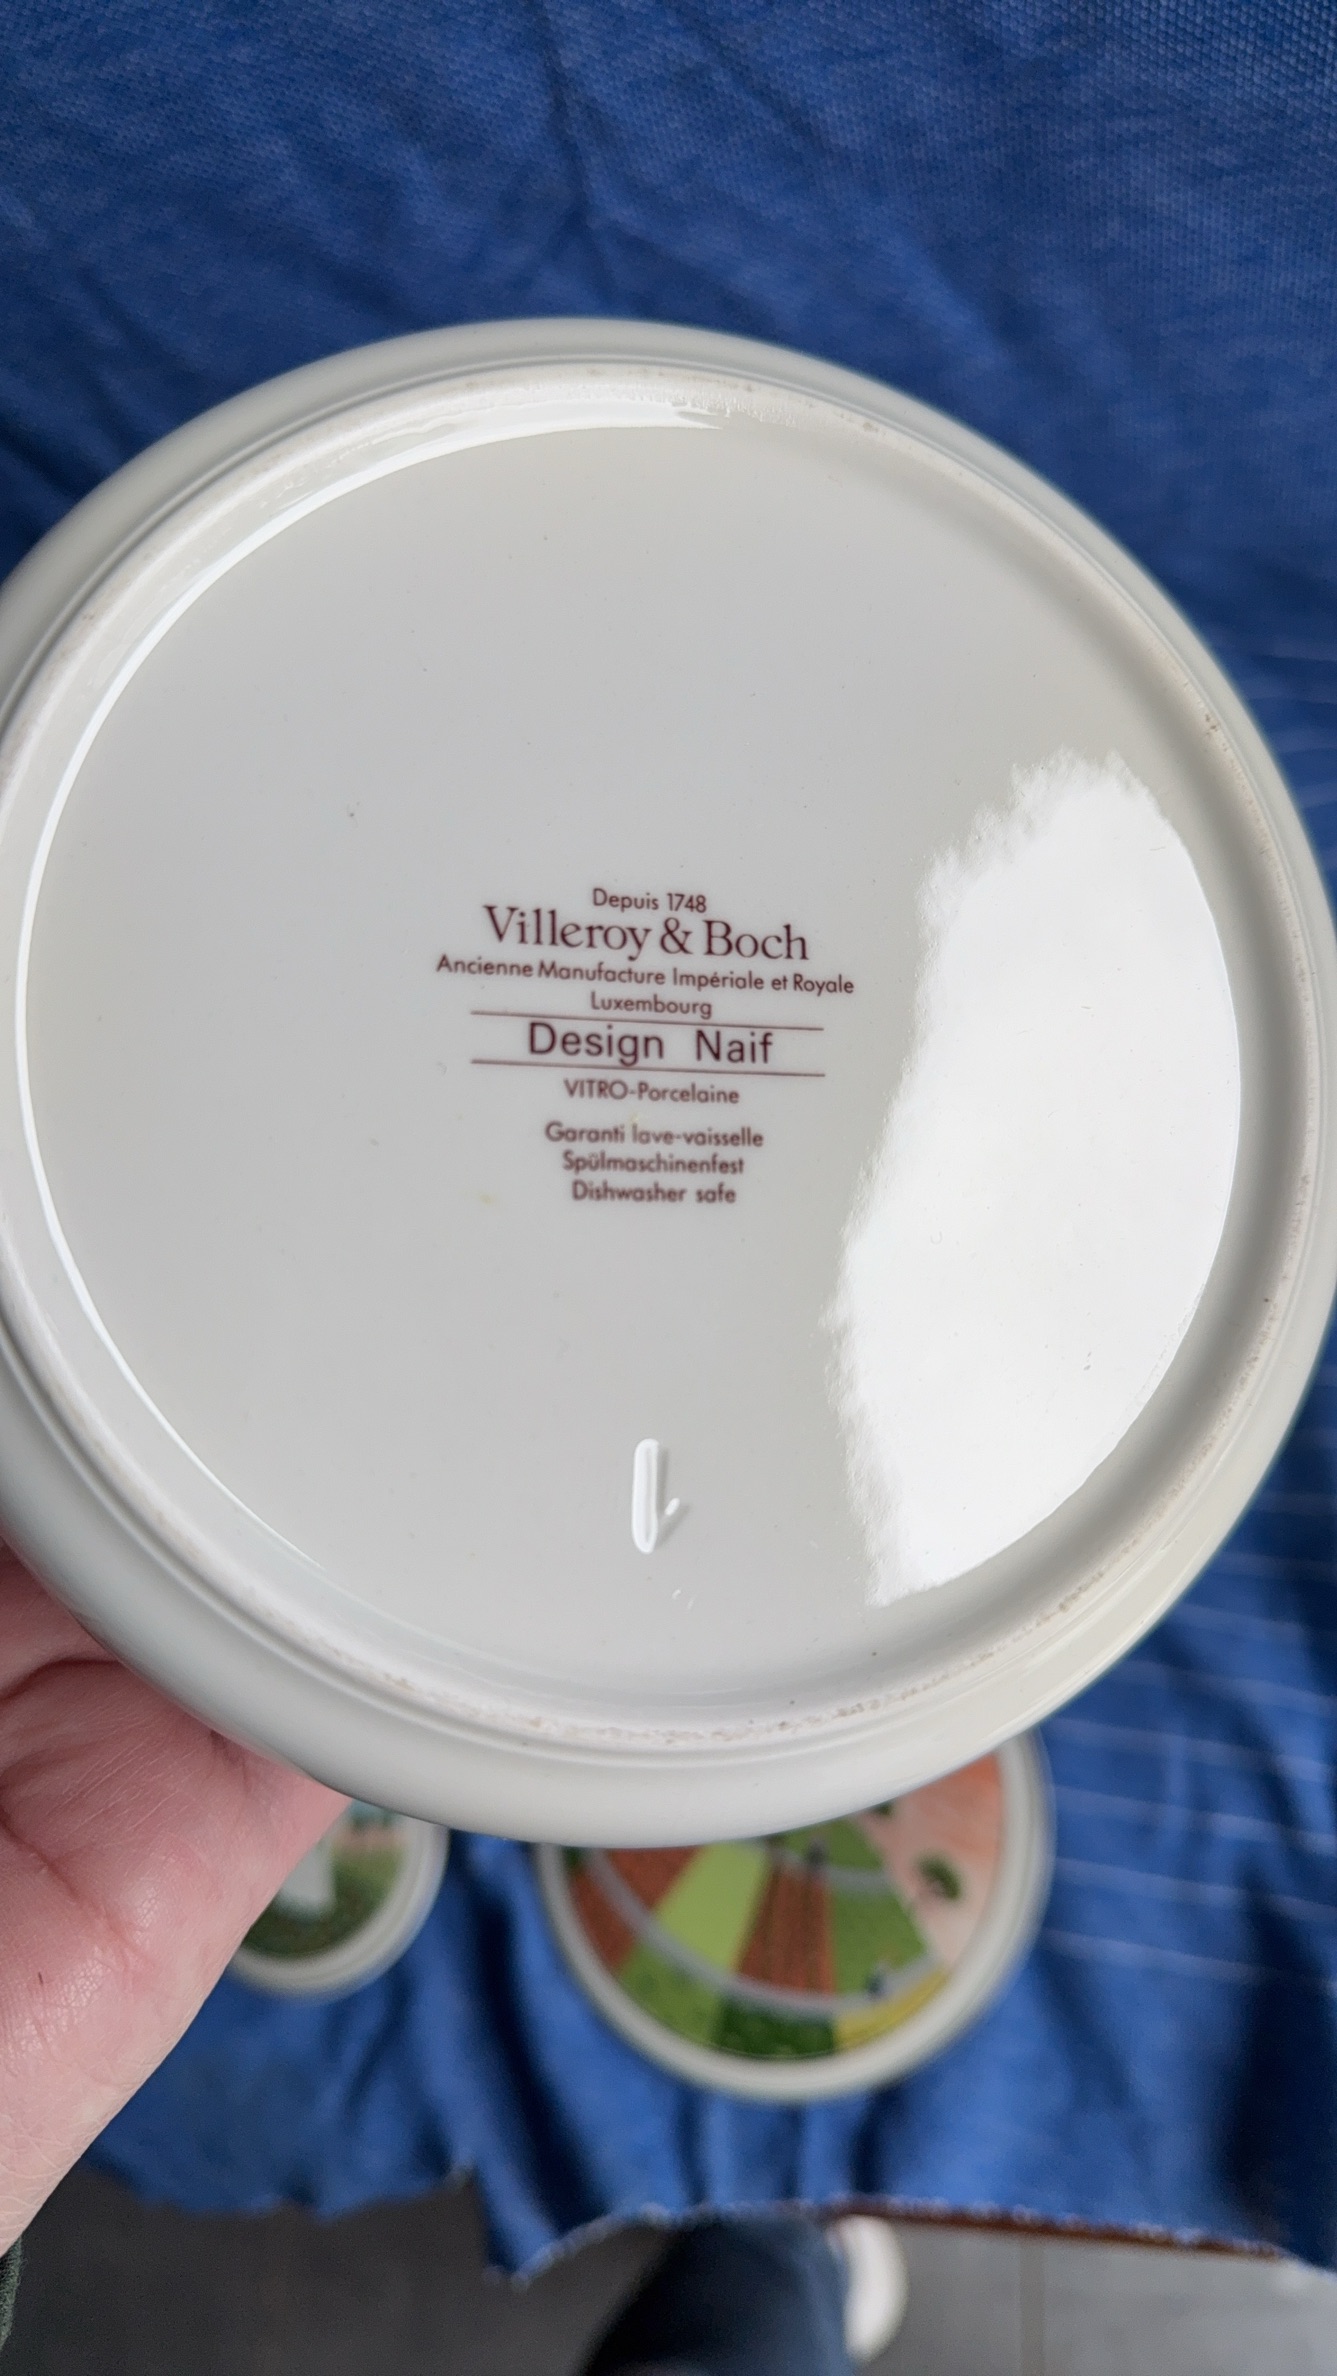 Depuis 1748
Villeroy & Boch
Ancienne Manufacture Impériale et Royale
Luxembourg
Design Naif
VITRO-Porcelaine
Garanti lave-vaisselle
Spülmaschinenfest
Dishwasher safe